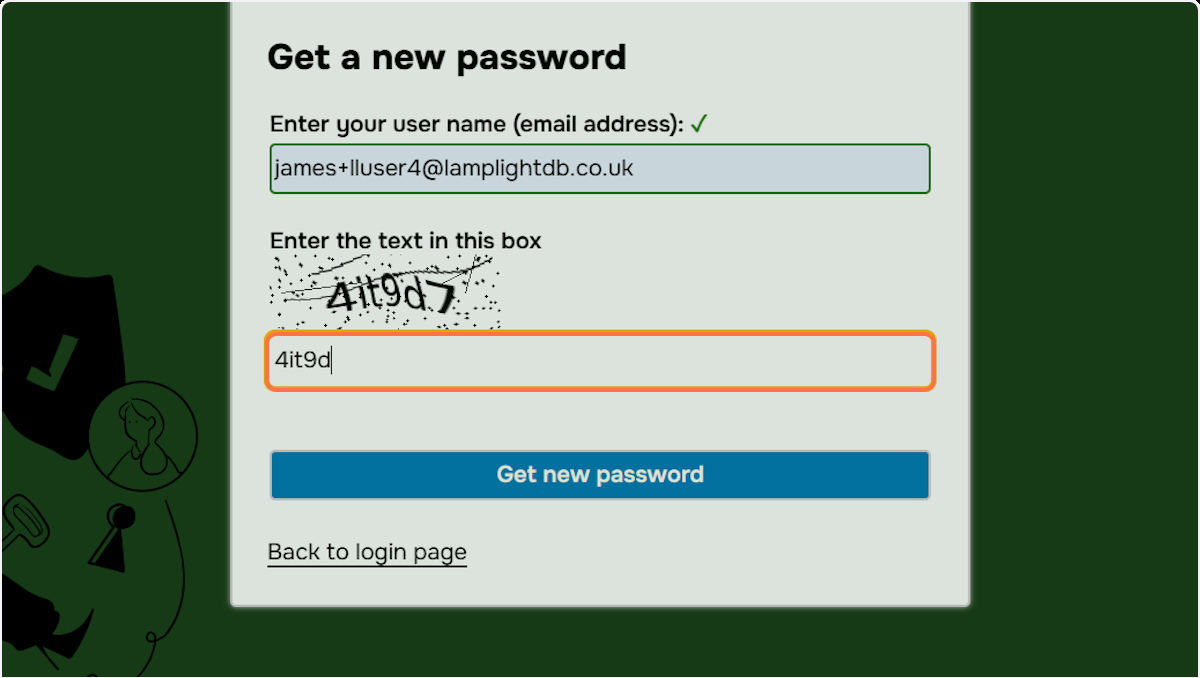 Get a new password
Enter your user name (email address): ✓
james+lluser4@lamplightdb.co.uk
Enter the text in this box
4it9d7
4it9d
Get new password
Back to login page